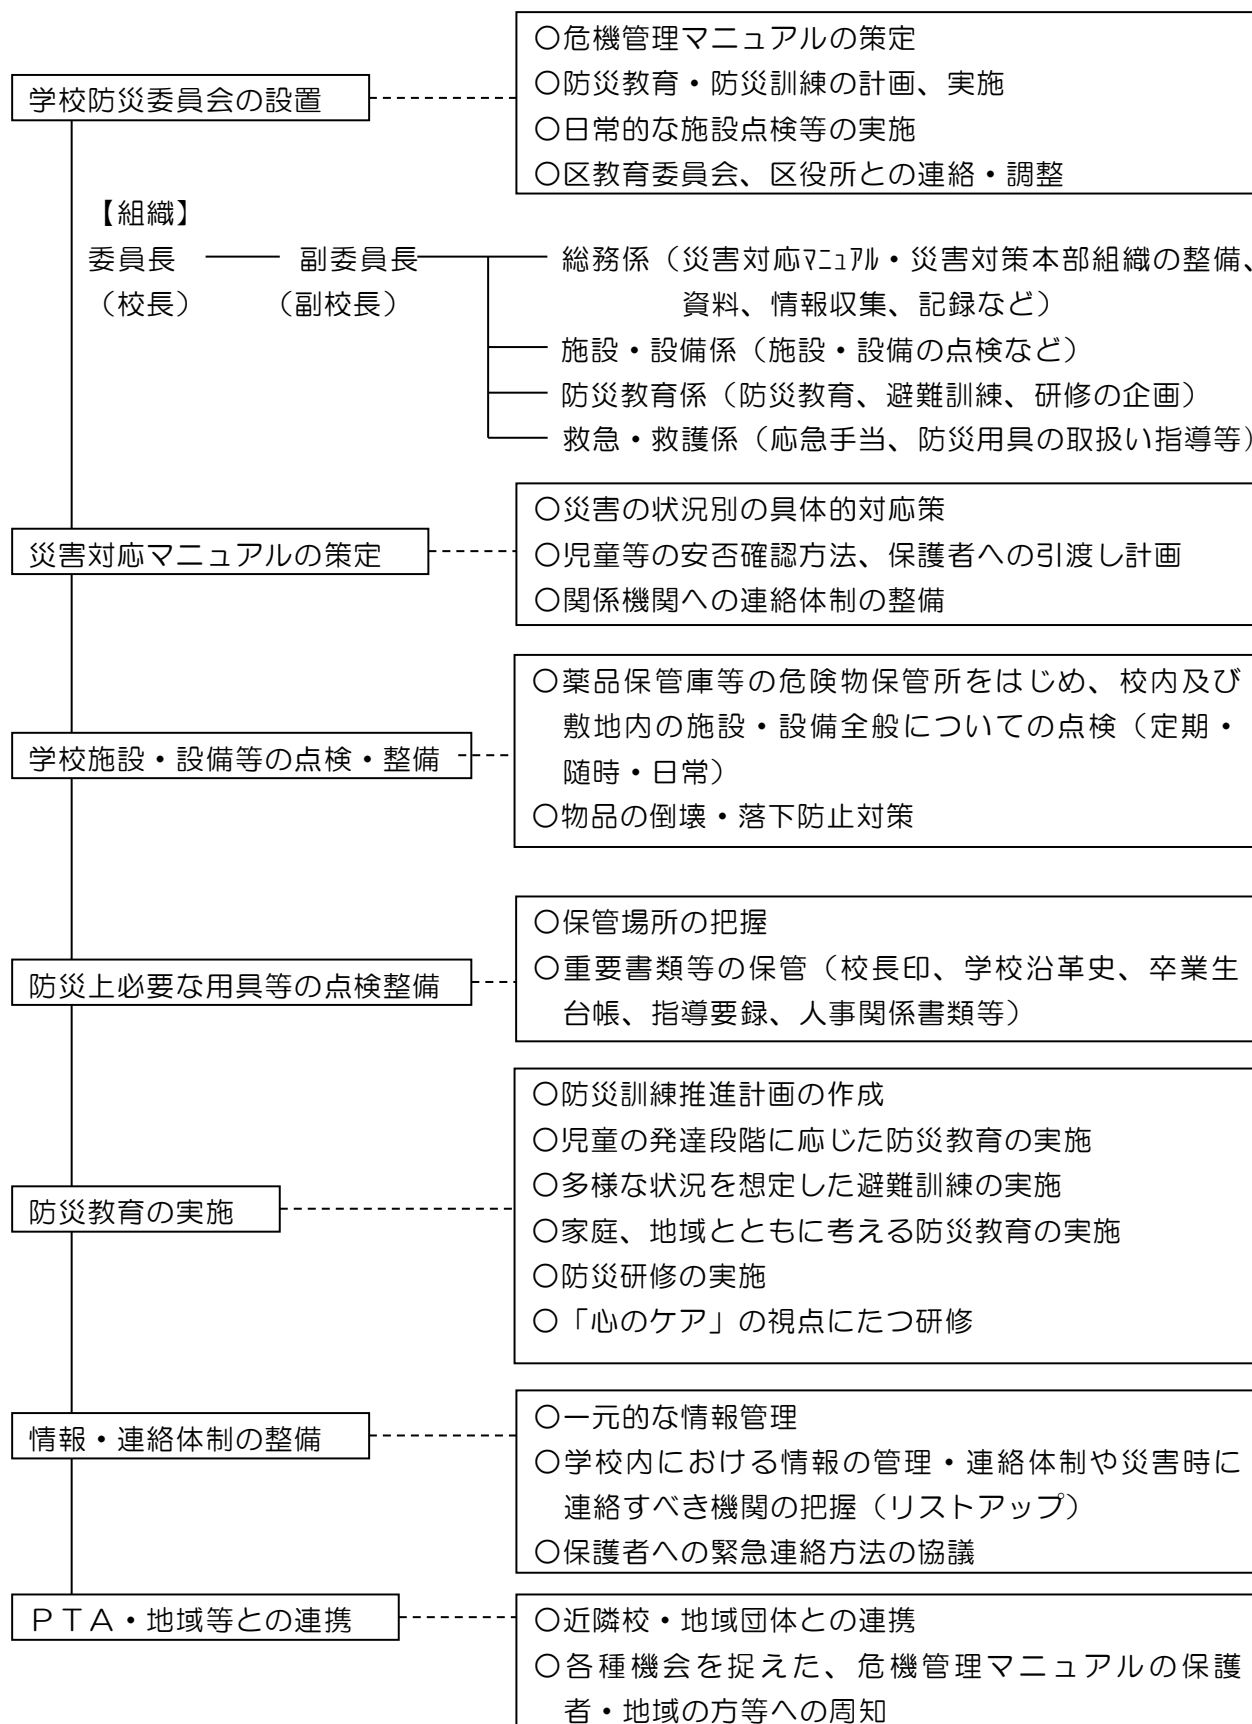 学校防災委員会の設置
〇危機管理マニュアルの策定
〇防災教育・防災訓練の計画、実施
〇日常的な施設点検等の実施
〇区教育委員会、区役所との連絡・調整
【組織】
委員長　副委員長　総務係（災害対応ﾏﾆｭｱﾙ・災害対策本部組織の整備、
（校長）　（副校長）　資料、情報収集、記録など）
施設・設備係（施設・設備の点検など）
防災教育係（防災教育、避難訓練、研修の企画）
救急・救護係（応急手当、防災用具の取扱い指導等）
災害対応マニュアルの策定
〇災害の状況別の具体的対応策
〇児童等の安否確認方法、保護者への引渡し計画
〇関係機関への連絡体制の整備
学校施設・設備等の点検・整備
〇薬品保管庫等の危険物保管所をはじめ、校内及び
敷地内の施設・設備全般についての点検（定期・
随時・日常）
〇物品の倒壊・落下防止対策
防災上必要な用具等の点検整備
〇保管場所の把握
〇重要書類等の保管（校長印、学校沿革史、卒業生
台帳、指導要録、人事関係書類等）
防災教育の実施
〇防災訓練推進計画の作成
〇児童の発達段階に応じた防災教育の実施
〇多様な状況を想定した避難訓練の実施
〇家庭、地域とともに考える防災教育の実施
〇防災研修の実施
〇「心のケア」の視点にたつ研修
情報・連絡体制の整備
〇一元的な情報管理
〇学校内における情報の管理・連絡体制や災害時に
連絡すべき機関の把握（リストアップ）
〇保護者への緊急連絡方法の協議
ＰＴＡ・地域等との連携
〇近隣校・地域団体との連携
〇各種機会を捉えた、危機管理マニュアルの保護
者・地域の方等への周知